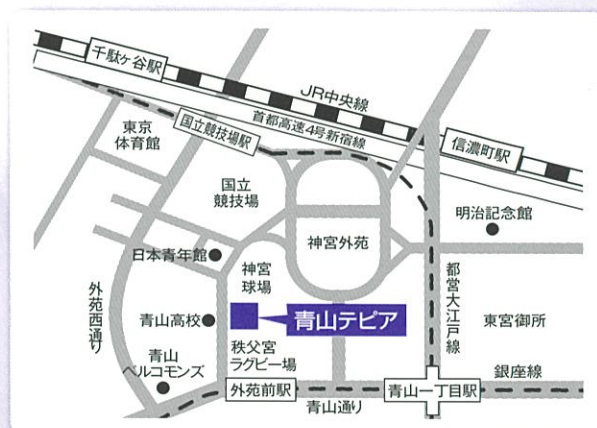 千駄ヶ谷駅
JR中央線
首都高速4号新宿線
国立競技場駅
信濃町駅
東京
体育館
国立
競技場
明治記念館
神宮外苑
日本青年館
神宮
球場
都営大江戸線
外苑西通り
青山高校
青山テピア
東宮御所
秩父宮
ラグビー場
青山
ベルコモンズ
外苑前駅
青山一丁目駅
銀座線
青山通り